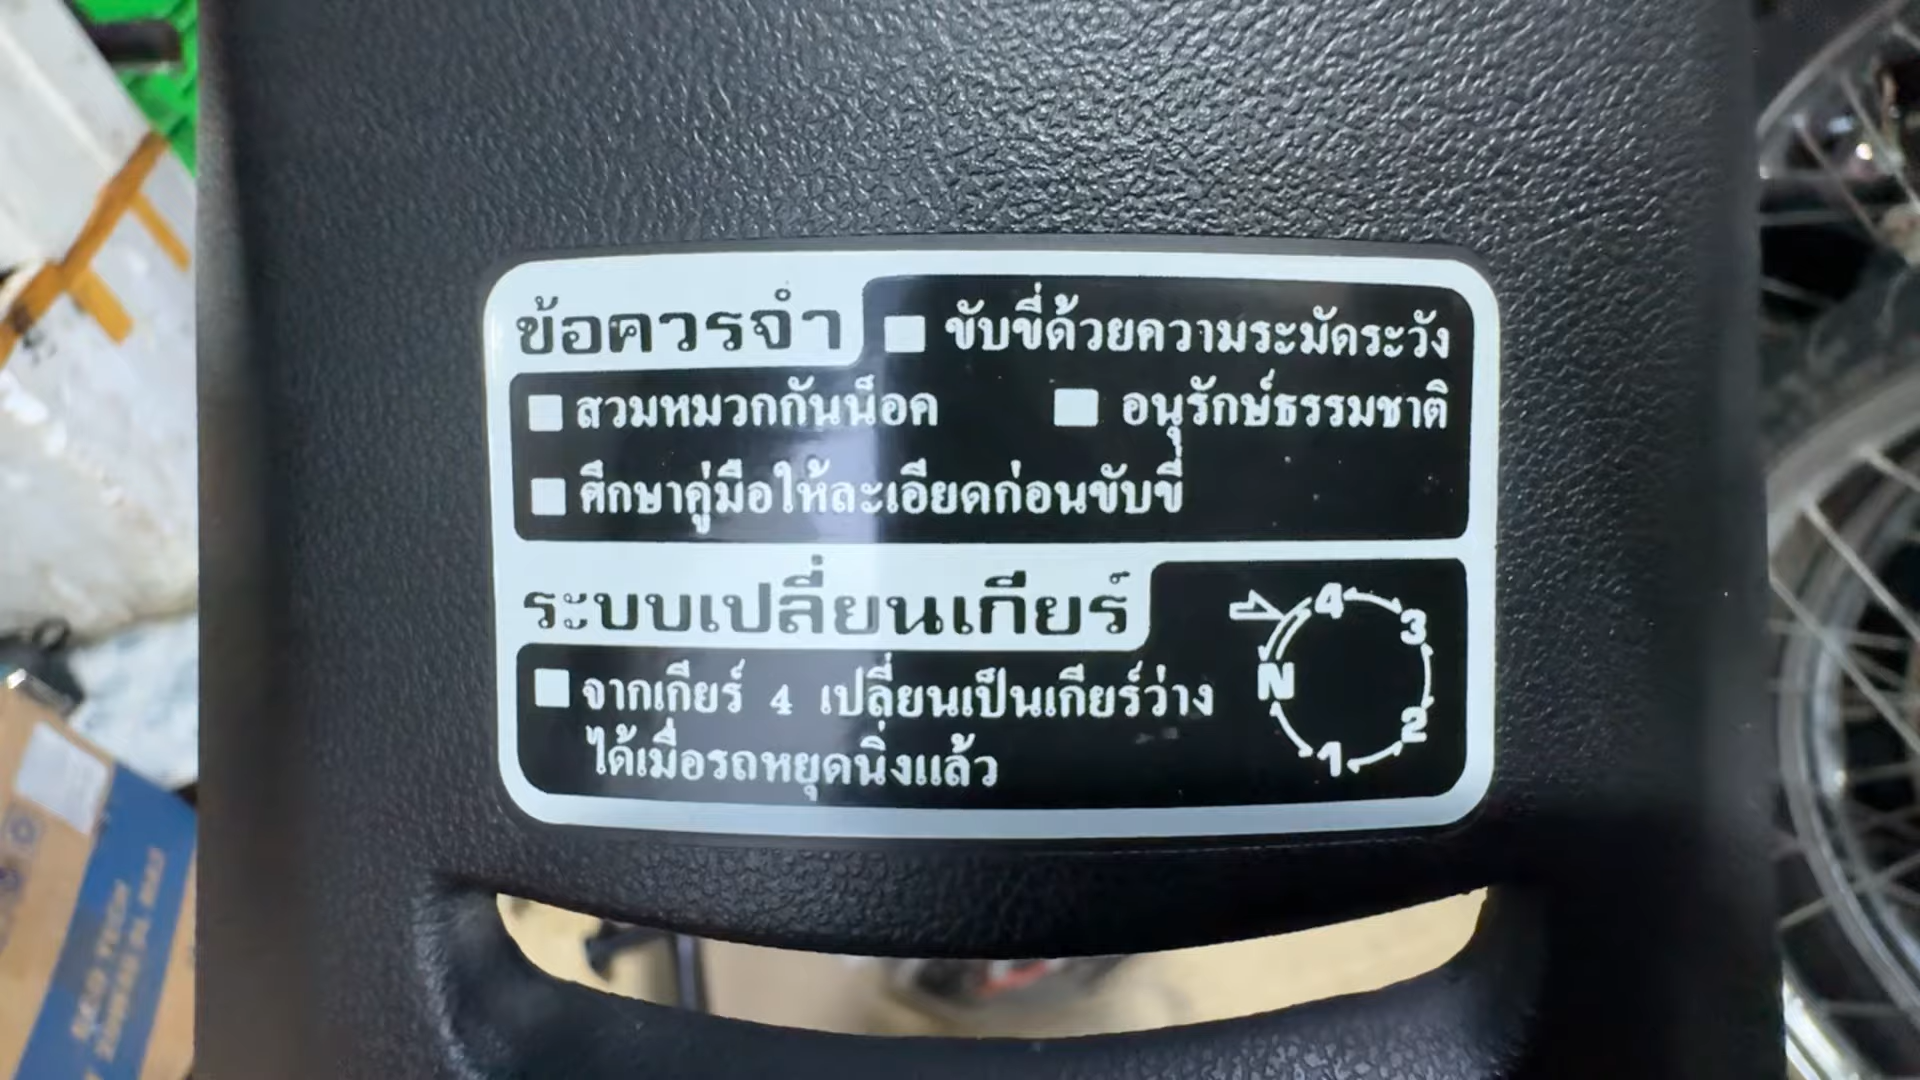 ข้อควรจำ
ขับขี่ด้วยความระมัดระวัง
สวมหมวกกันน็อค
อนุรักษ์ธรรมชาติ
ศึกษาคู่มือให้ละเอียดก่อนขับขี่
ระบบเปลี่ยนเกียร์
จากเกียร์ 4 เปลี่ยนเป็นเกียร์ว่าง
ได้เมื่อรถหยุดนิ่งแล้ว
4
3
N
2
1